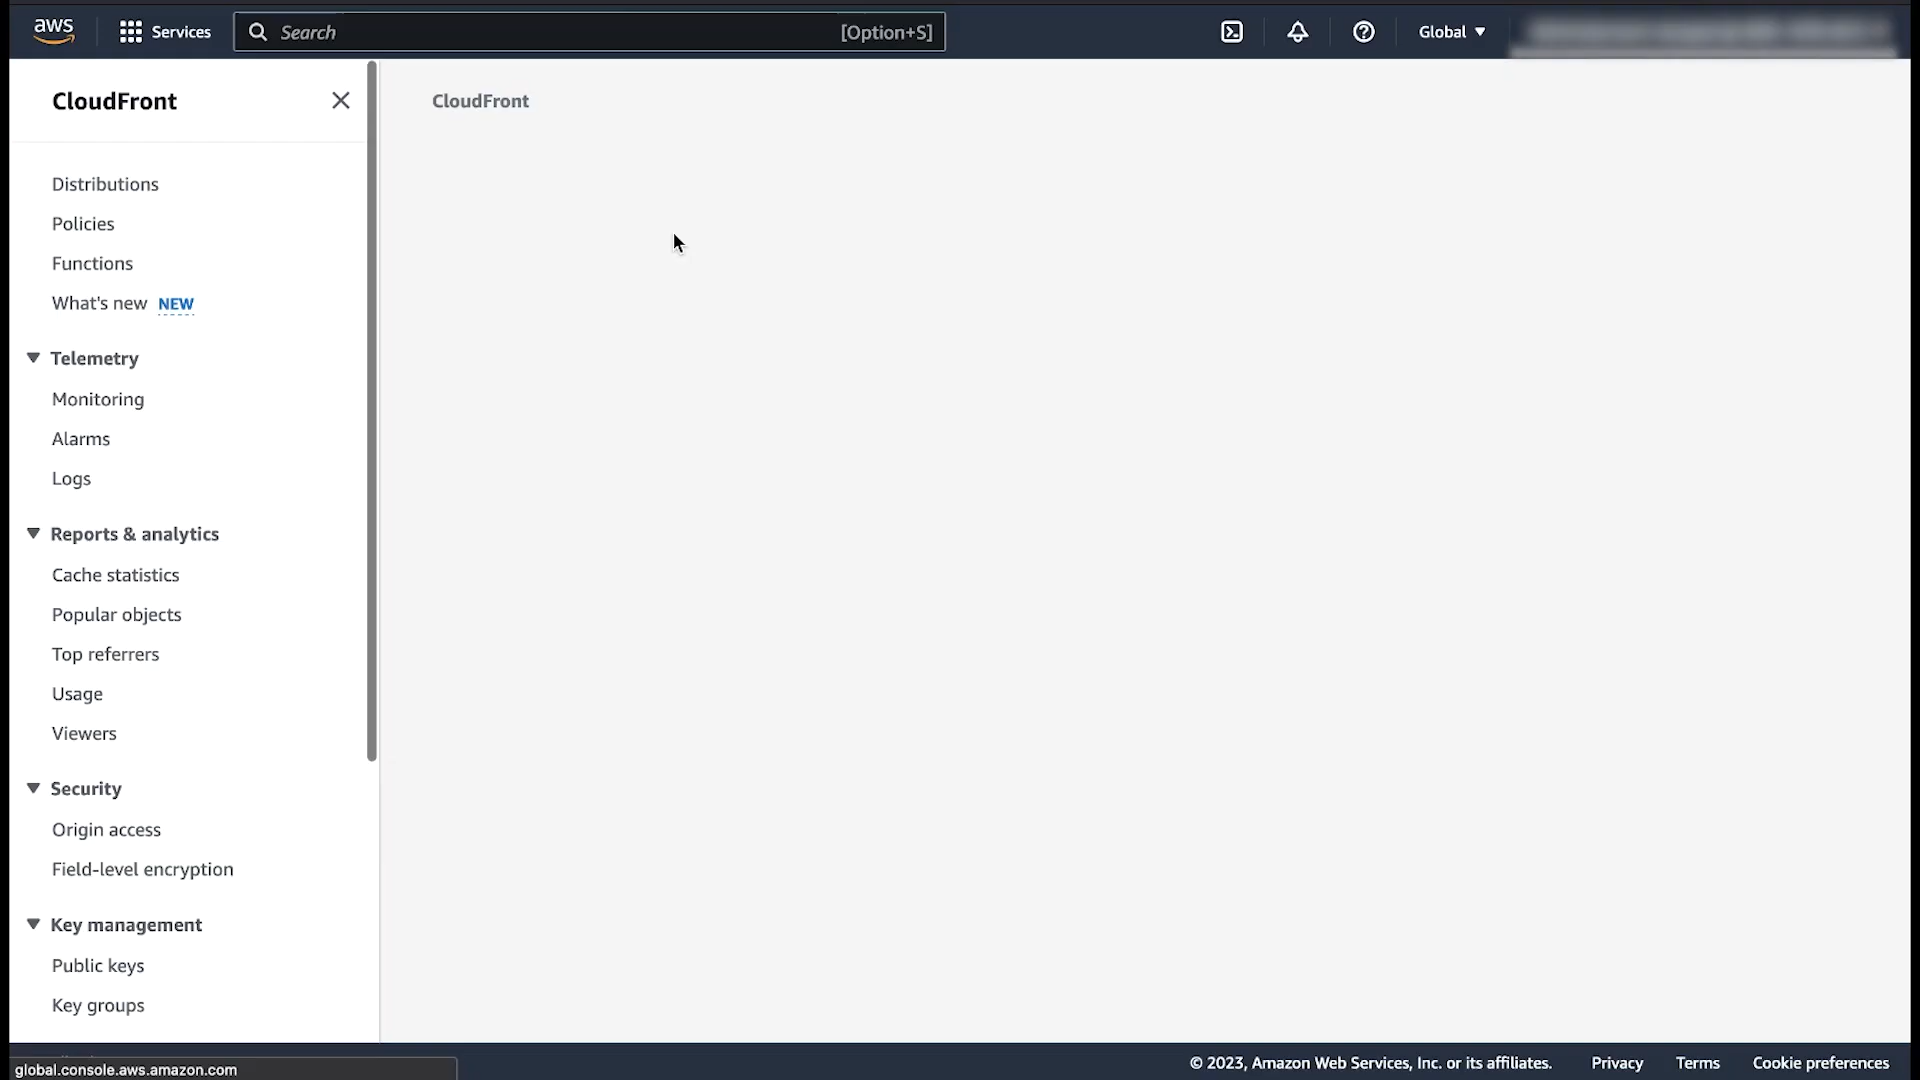 aws
Services
Search
[Option+S]
Global
CloudFront
CloudFront
Distributions
Policies
Functions
What's new NEW
Telemetry
Monitoring
Alarms
Logs
Reports & analytics
Cache statistics
Popular objects
Top referrers
Usage
Viewers
Security
Origin access
Field-level encryption
Key management
Public keys
Key groups
global.console.aws.amazon.com
© 2023, Amazon Web Services, Inc. or its affiliates.
Privacy
Terms
Cookie preferences